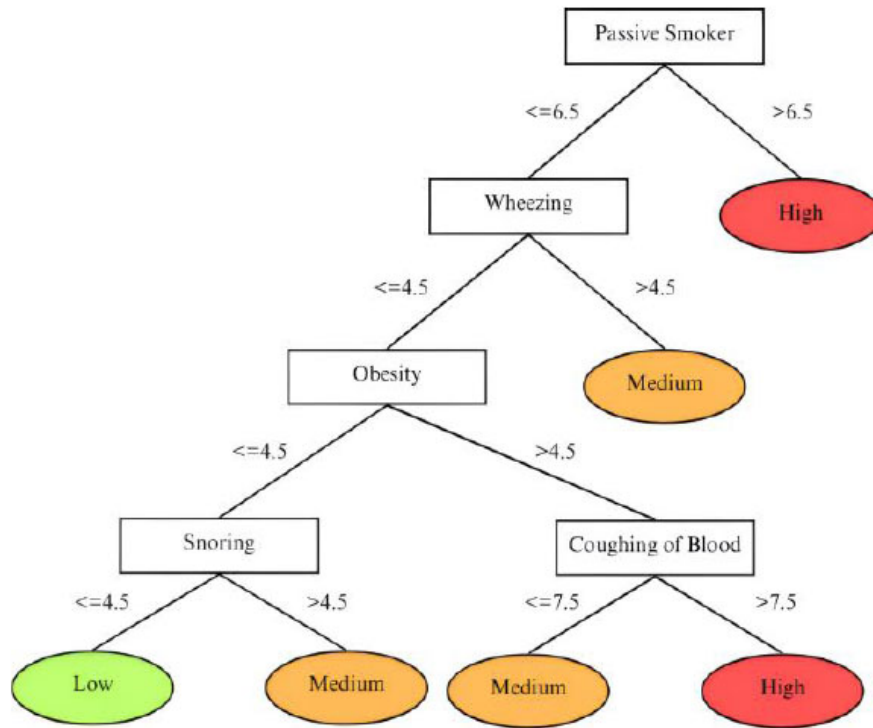 Passive Smoker
<=6.5
>6.5
Wheezing
High
<=4.5
>4.5
Obesity
Medium
<=4.5
>4.5
Snoring
Coughing of Blood
<=4.5
>4.5
<=7.5
>7.5
Low
Medium
Medium
High